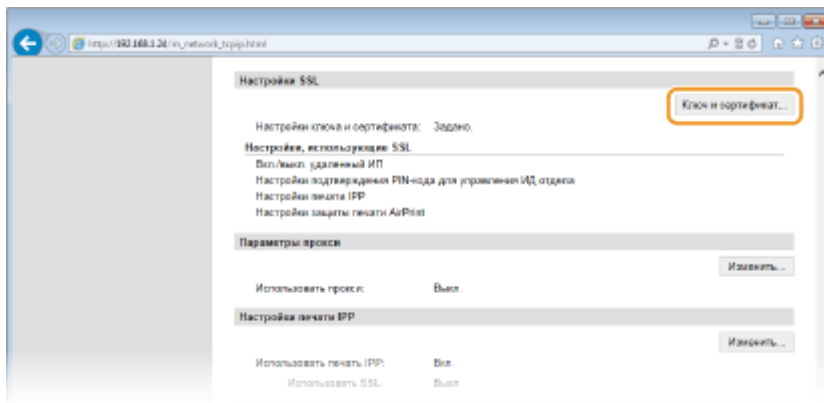 http://192.168.1.24/m_network_tcpip.html
Настройки SSL
Ключ и сертификат...
Настройки ключа и сертификата: Задано.
Настройки, использующие SSL
Вкл./выкл. удаленный ИП
Настройки подтверждения PIN-кода для управления ИД отдела
Настройки печати IPP
Настройки защиты печати AirPrint
Параметры прокси
Изменить...
Использовать прокси: Выкл.
Настройки печати IPP
Изменить...
Использовать печать IPP: Вкл.
Использовать SSL: Выкл.